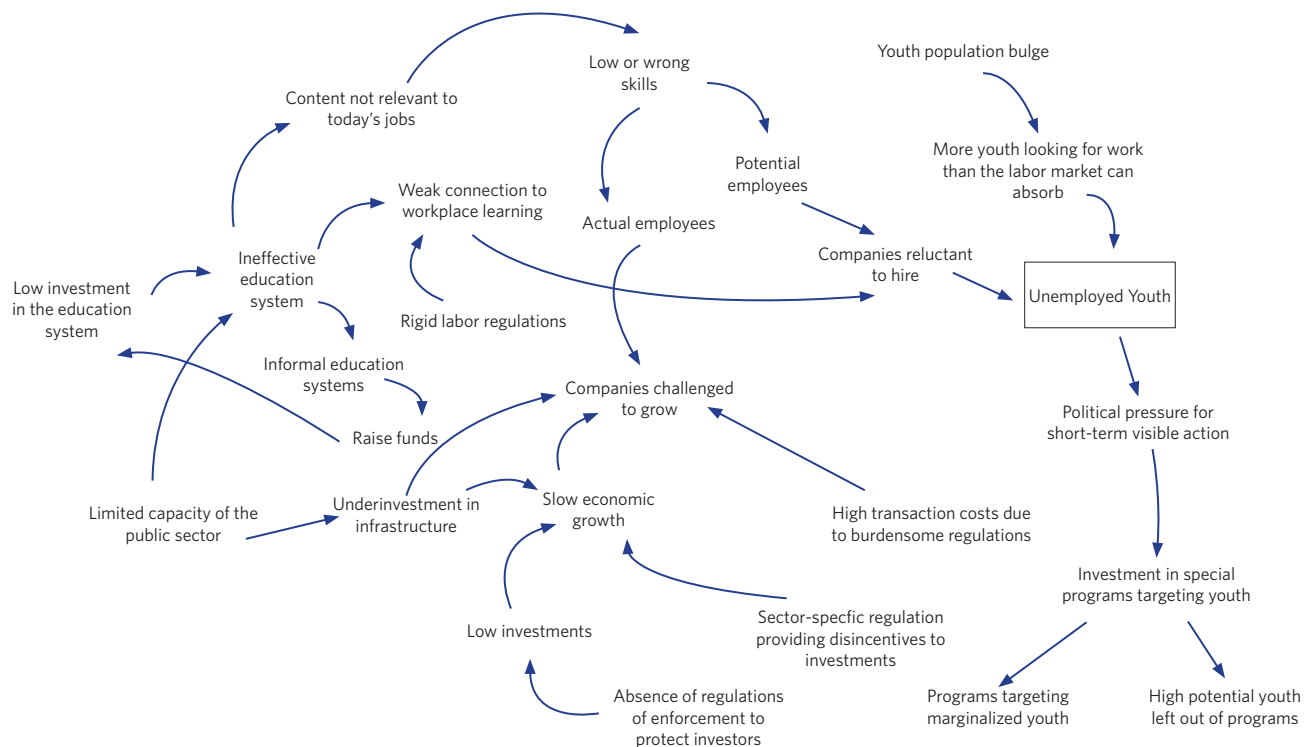 Youth population bulge
Low or wrong
skills
Content not relevant to
today's jobs
More youth looking for work
than the labor market can
absorb
Potential
employees
Weak connection to
workplace learning
Actual employees
Companies reluctant
to hire
Ineffective
education
system
Low investment
in the education
system
Unemployed Youth
Rigid labor regulations
Informal education
systems
Companies challenged
to grow
Political pressure for
short-term visible action
Raise funds
Limited capacity of the
public sector
Underinvestment in
infrastructure
Slow economic
growth
High transaction costs due
to burdensome regulations
Investment in special
programs targeting youth
Low investments
Sector-specfic regulation
providing disincentives to
investments
Absence of regulations
of enforcement to
protect investors
Programs targeting
marginalized youth
High potential youth
left out of programs